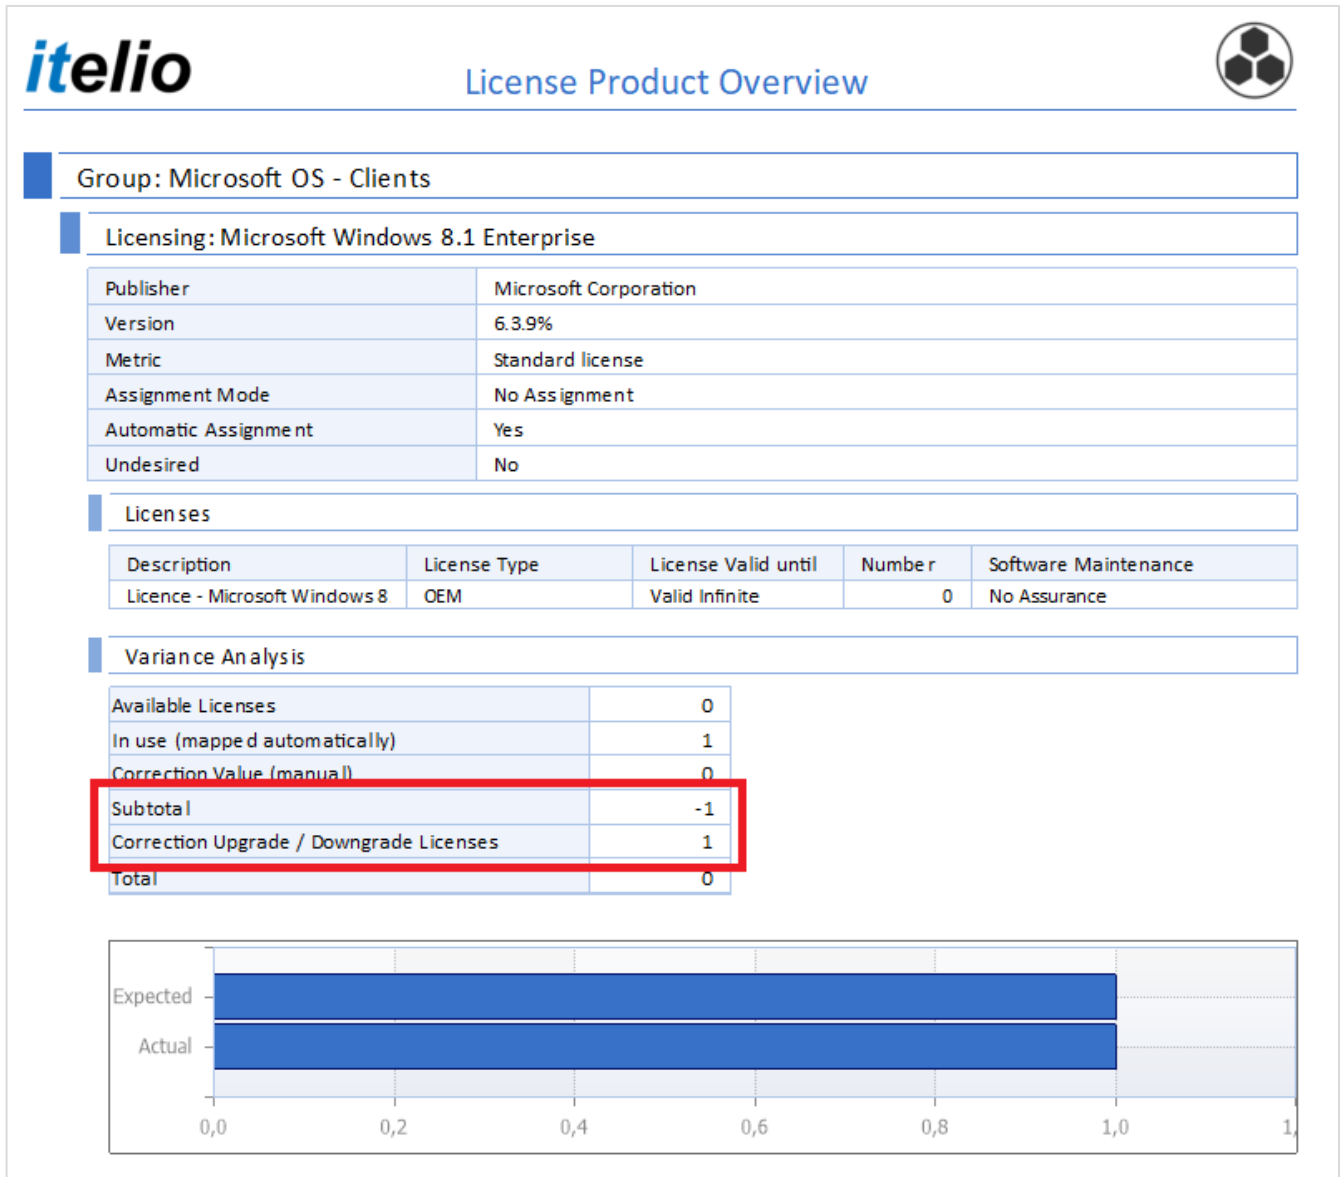 itelio
License Product Overview
Group: Microsoft OS - Clients
Licensing: Microsoft Windows 8.1 Enterprise
Publisher Microsoft Corporation
Version 6.3.9%
Metric Standard license
Assignment Mode No Assignment
Automatic Assignment Yes
Undesired No
Licenses
Description License Type License Valid until Number Software Maintenance
Licence - Microsoft Windows 8 OEM Valid Infinite 0 No Assurance
Variance Analysis
Available Licenses 0
In use (mapped automatically) 1
Correction Value (manual) 0
Subtotal -1
Correction Upgrade / Downgrade Licenses 1
Total 0
Expected
Actual
0,0 0,2 0,4 0,6 0,8 1,0 1,